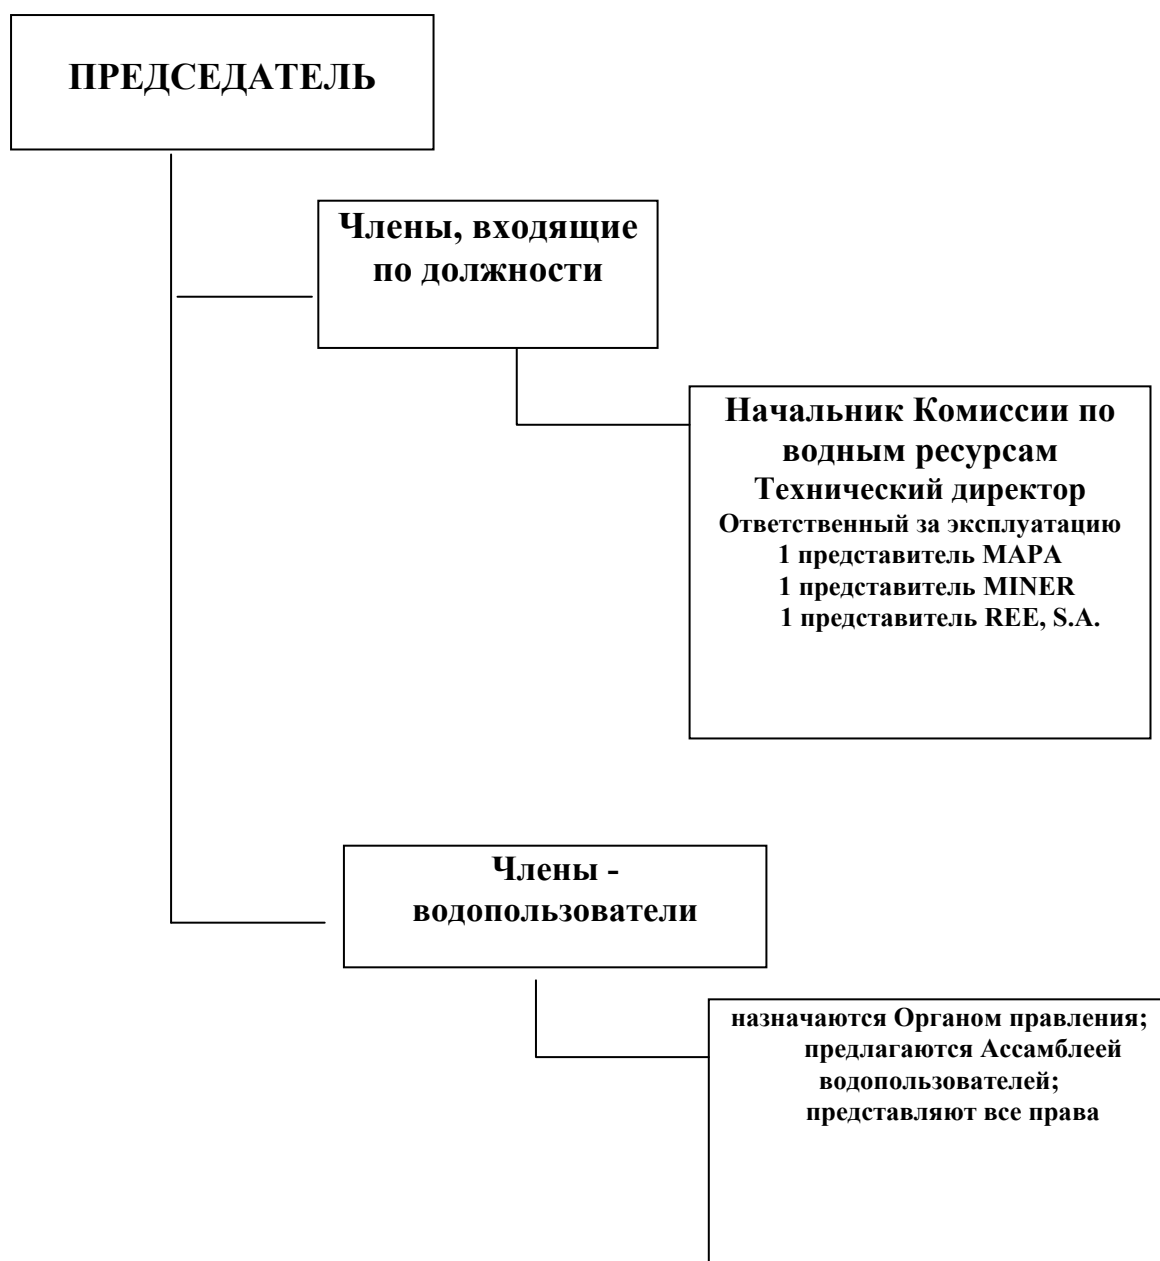 ПРЕДСЕДАТЕЛЬ
Члены, входящие
по должности
Начальник Комиссии по
водным ресурсам
Технический директор
Ответственный за эксплуатацию
1 представитель МАРА
1 представитель MINER
1 представитель REE, S.A.
Члены -
водопользователи
назначаются Органом правления;
предлагаются Ассамблеей
водопользователей;
представляют все права